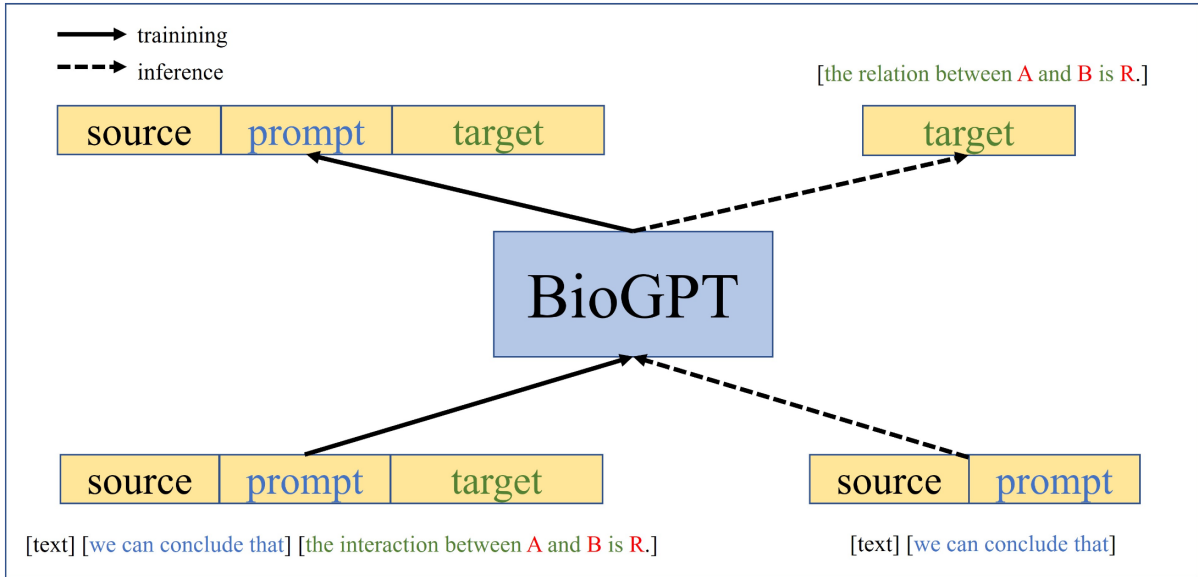 trainining
inference
[the relation between A and B is R.]
source prompt target
target
BioGPT
source prompt target
source prompt
[text] [we can conclude that] [the interaction between A and B is R.]
[text] [we can conclude that]